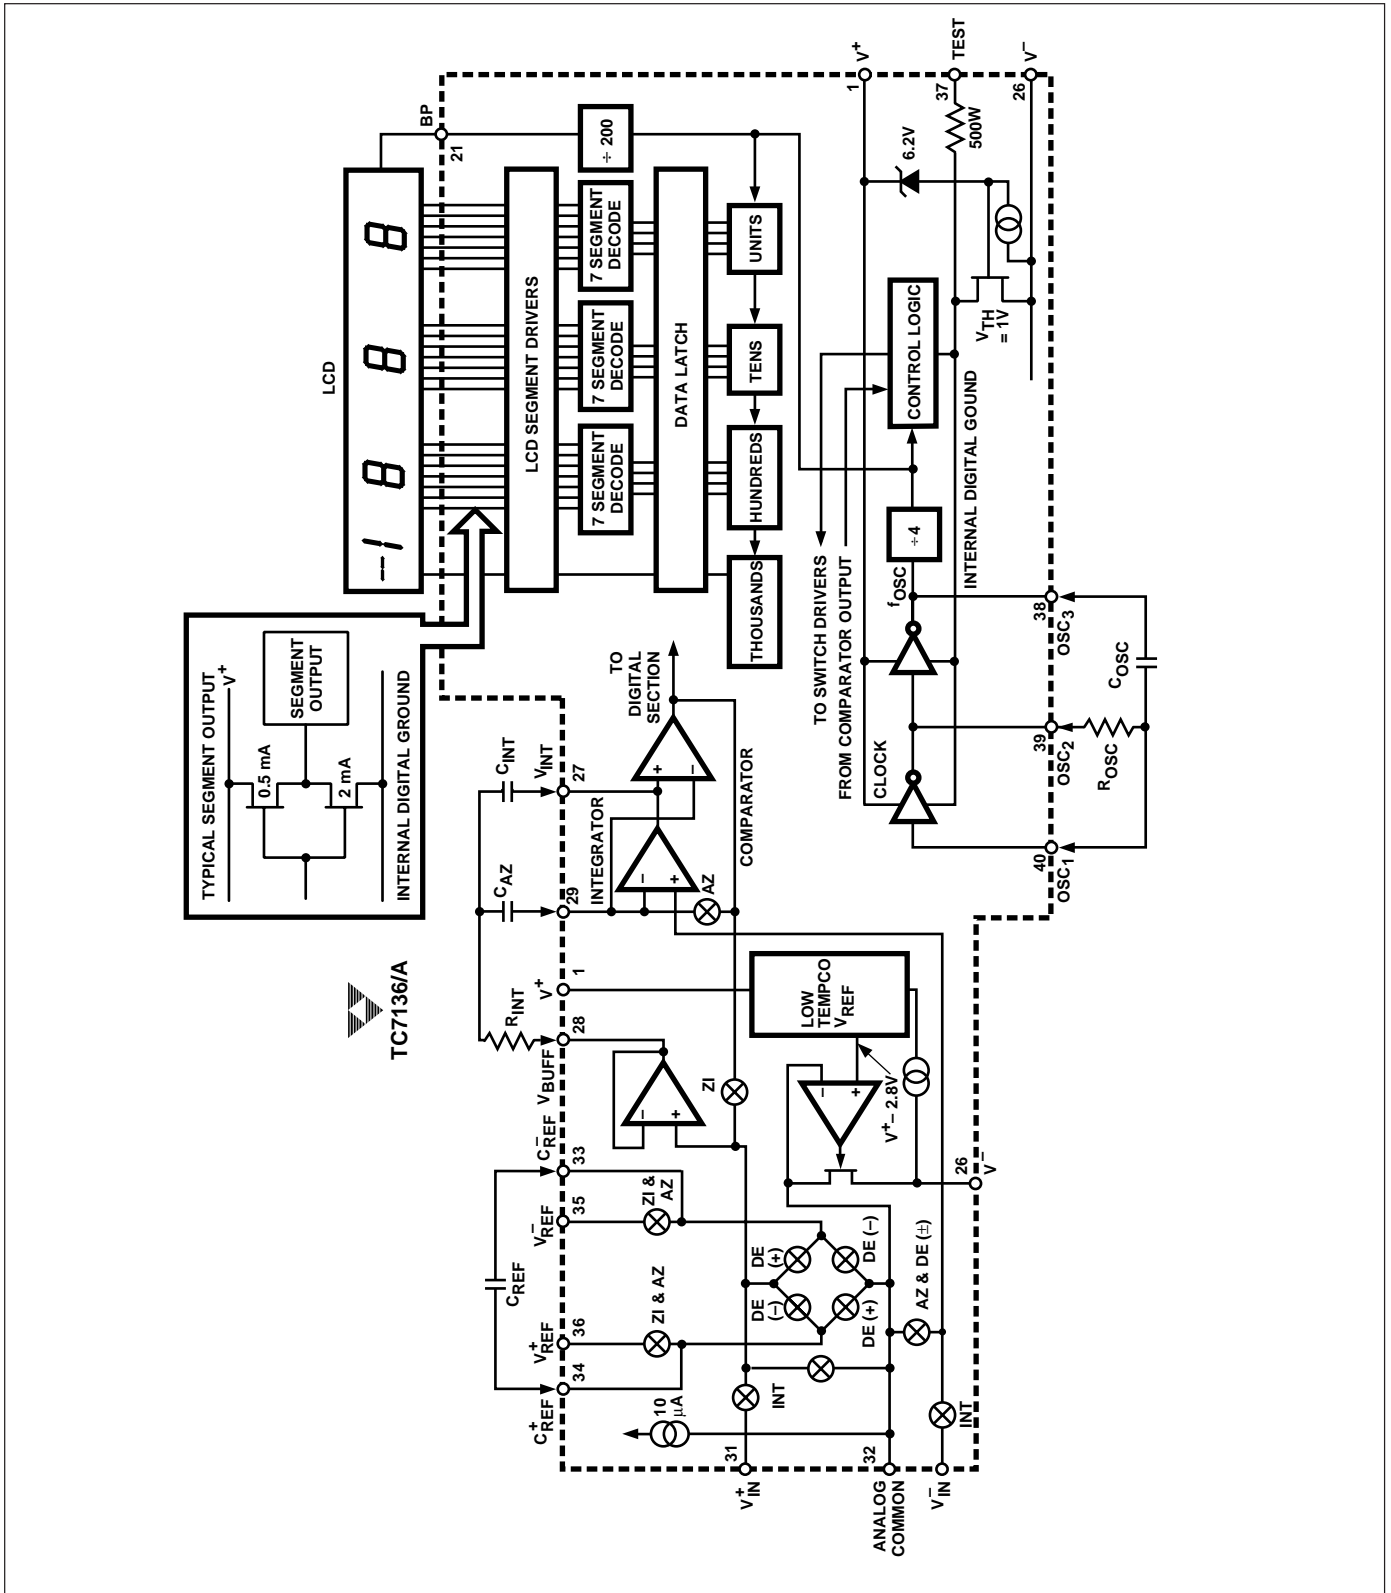 TYPICAL SEGMENT OUTPUT
V+
0.5 mA
SEGMENT
OUTPUT
2 mA
INTERNAL DIGITAL GROUND
TC7136/A
LCD
BP
21
LCD SEGMENT DRIVERS
7 SEGMENT
DECODE
7 SEGMENT
DECODE
7 SEGMENT
DECODE
÷ 200
DATA LATCH
THOUSANDS
HUNDREDS
TENS
UNITS
C+REF
34
V+REF
36
CREF
V–REF
35
C–REF
33
VBUFF
28
RINT
V+
1
CAZ
29
CINT
VINT
27
INTEGRATOR
TO
DIGITAL
SECTION
COMPARATOR
+
–
–
+
AZ
–
+
ZI
10
µA
ZI & AZ
ZI &
AZ
V+IN
31
INT
DE
(–)
DE
(+)
DE (+)
DE (–)
ANALOG
COMMON
32
AZ & DE (±)
V–IN
INT
LOW
TEMPCO
VREF
–
+
V+ – 2.8V
26
V–
TO SWITCH DRIVERS
FROM COMPARATOR OUTPUT
CLOCK
fOSC
÷ 4
CONTROL LOGIC
INTERNAL DIGITAL GOUND
6.2V
VTH
= 1V
500W
1
V+
37
TEST
26
V–
40
OSC1
39
OSC2
38
OSC3
ROSC
COSC